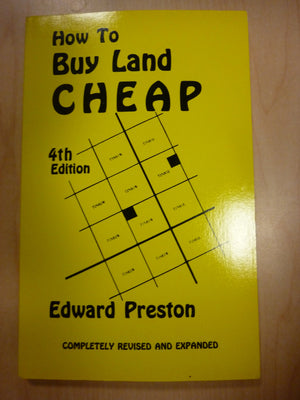 How To
Buy Land
CHEAP
4th
Edition
Edward Preston
COMPLETELY REVISED AND EXPANDED